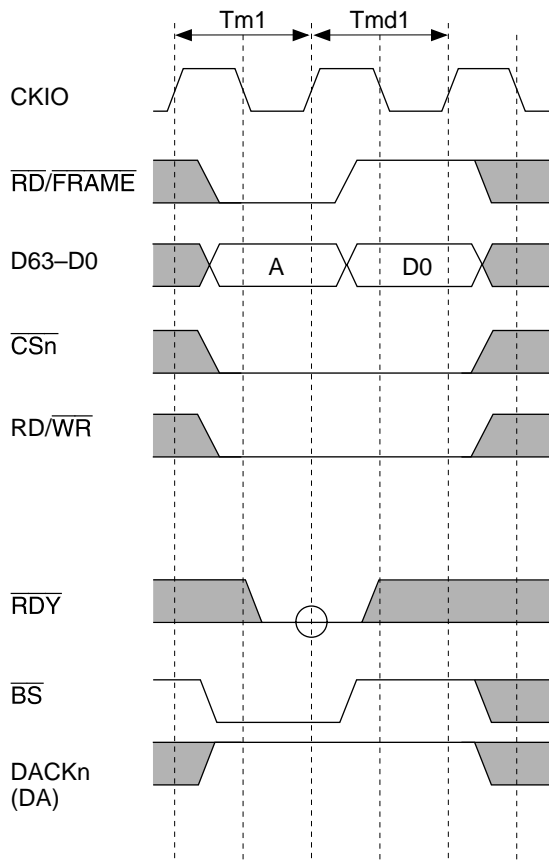 Tm1 Tmd1
CKIO
RD/FRAME
D63–D0 A D0
CSn
RD/WR
RDY
BS
DACKn
(DA)